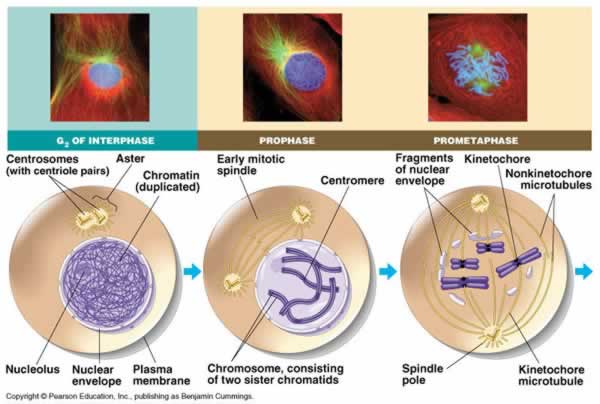 G2 OF INTERPHASE
PROPHASE
PROMETAPHASE
Centrosomes
(with centriole pairs)
Aster
Chromatin
(duplicated)
Early mitotic
spindle
Centromere
Fragments
of nuclear
envelope
Kinetochore
Nonkinetochore
microtubules
Nucleolus
Nuclear
envelope
Plasma
membrane
Chromosome, consisting
of two sister chromatids
Spindle
pole
Kinetochore
microtubule
Copyright © Pearson Education, Inc., publishing as Benjamin Cummings.